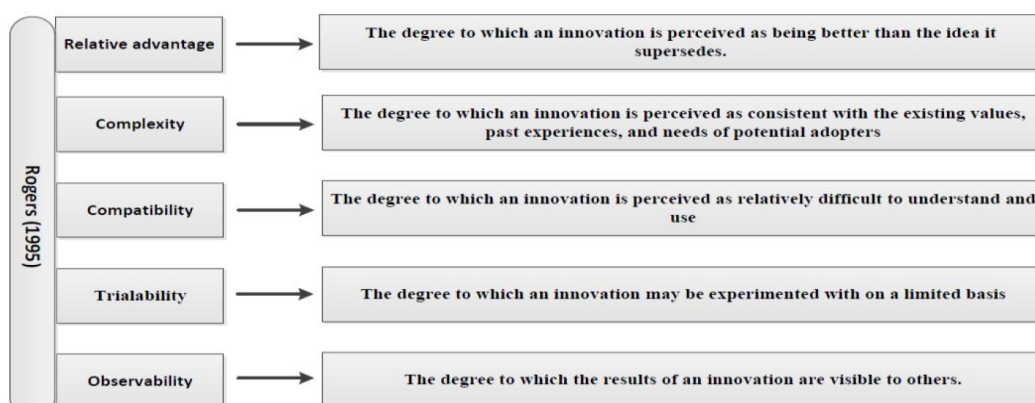 Rogers (1995)
Relative advantage
The degree to which an innovation is perceived as being better than the idea it
supersedes.
Complexity
The degree to which an innovation is perceived as consistent with the existing values,
past experiences, and needs of potential adopters
Compatibility
The degree to which an innovation is perceived as relatively difficult to understand and
use
Trialability
The degree to which an innovation may be experimented with on a limited basis
Observability
The degree to which the results of an innovation are visible to others.